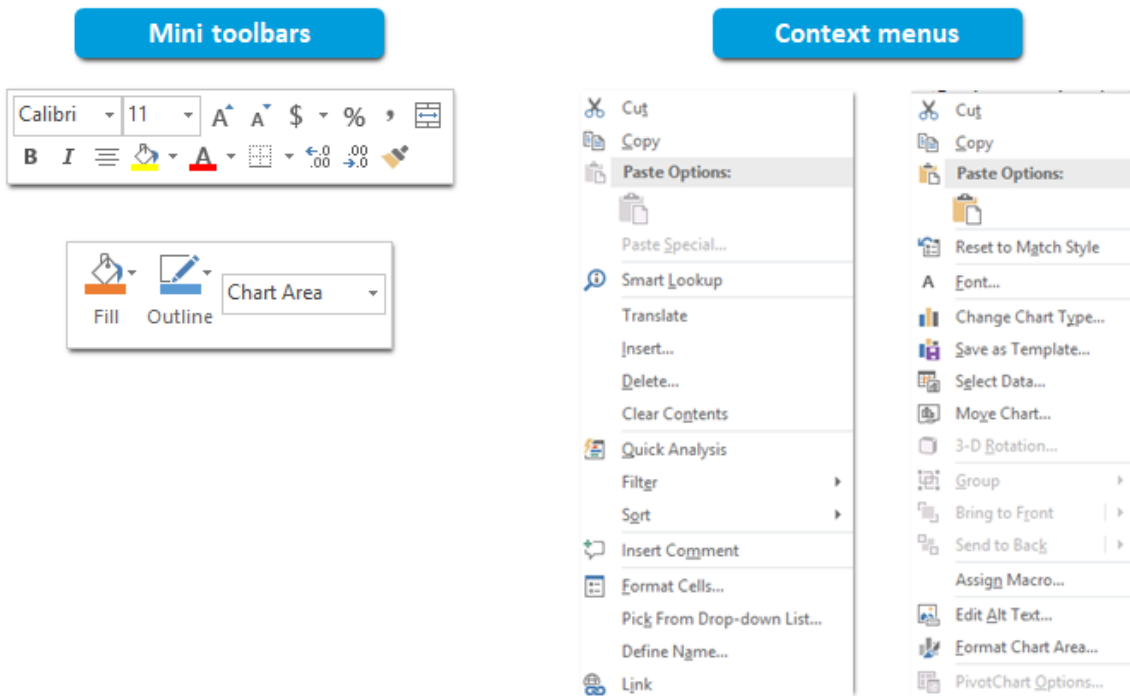 Mini toolbars
Calibri 11 A A $ % ,
B I A .0 .00 .00 .0
Fill Outline Chart Area
Context menus
Cut
Copy
Paste Options:
Paste Special...
Smart Lookup
Translate
Insert...
Delete...
Clear Contents
Quick Analysis
Filter
Sort
Insert Comment
Format Cells...
Pick From Drop-down List...
Define Name...
Link
Cut
Copy
Paste Options:
Reset to Match Style
A Font...
Change Chart Type...
Save as Template...
Select Data...
Move Chart...
3-D Rotation...
Group
Bring to Front
Send to Back
Assign Macro...
Edit Alt Text...
Format Chart Area...
PivotChart Options...